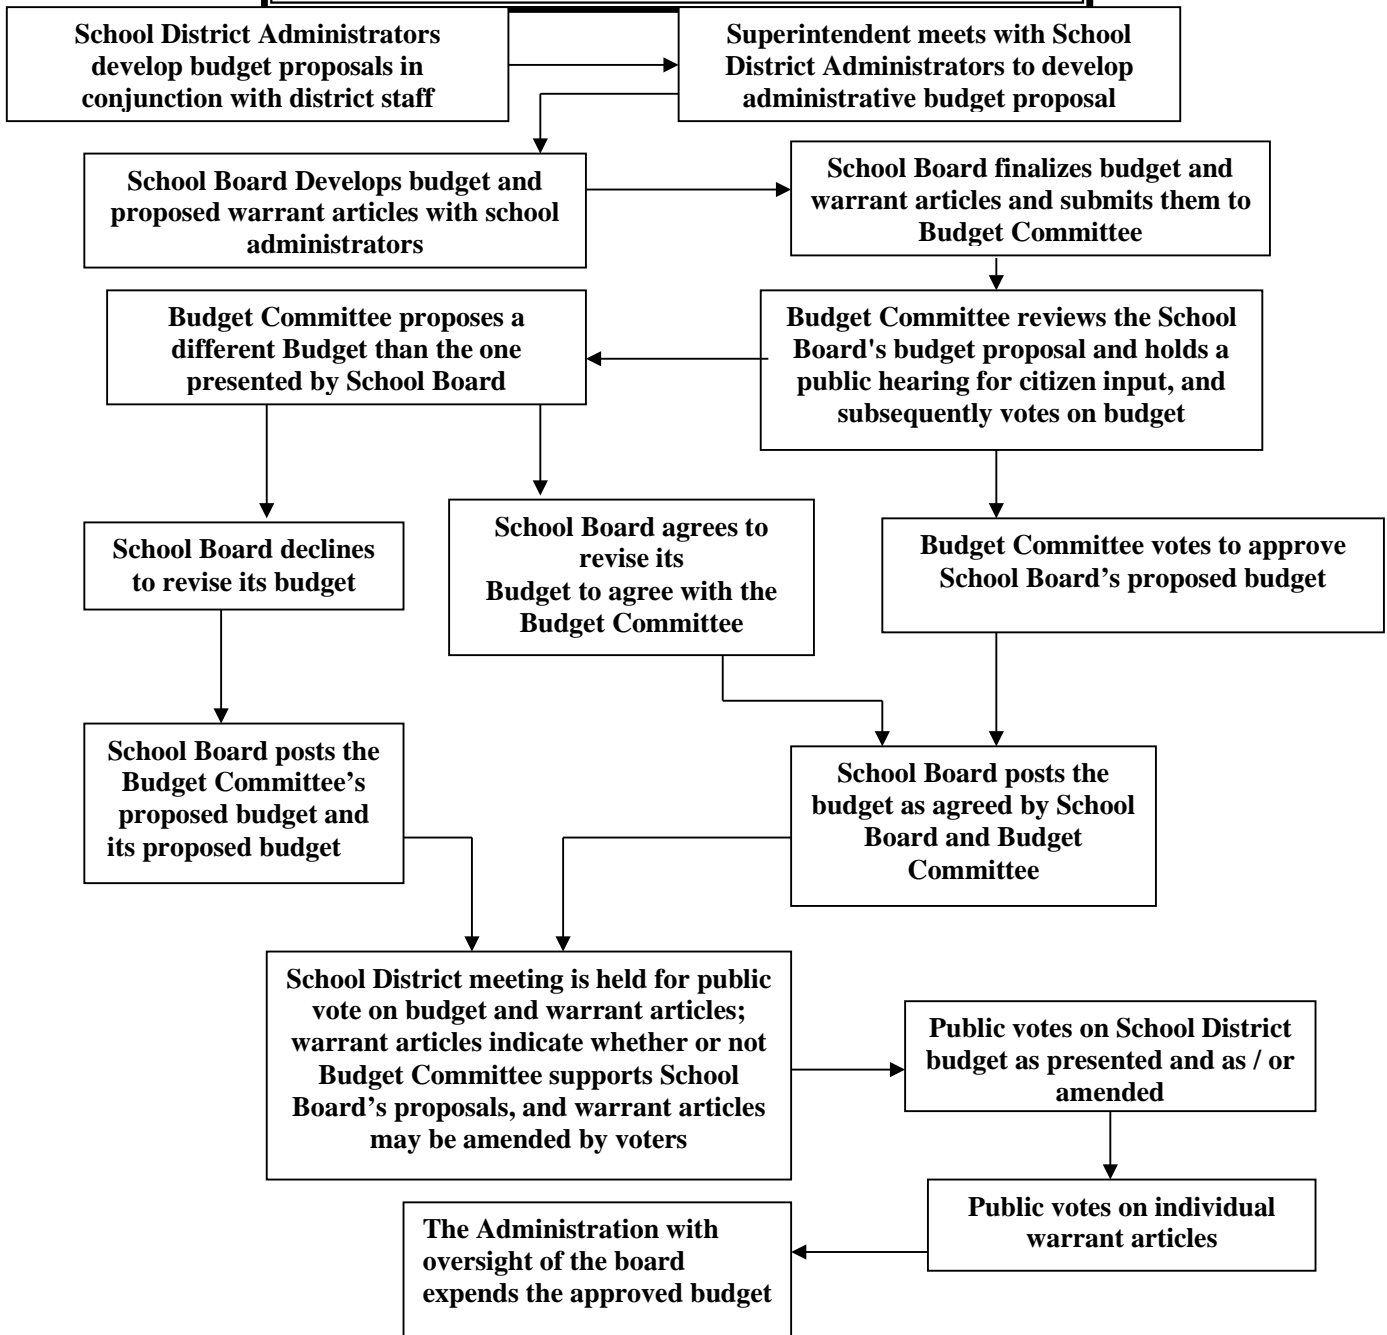 School District Administrators
develop budget proposals in
conjunction with district staff
Superintendent meets with School
District Administrators to develop
administrative budget proposal
School Board Develops budget and
proposed warrant articles with school
administrators
School Board finalizes budget and
warrant articles and submits them to
Budget Committee
Budget Committee proposes a
different Budget than the one
presented by School Board
Budget Committee reviews the School
Board's budget proposal and holds a
public hearing for citizen input, and
subsequently votes on budget
School Board declines
to revise its budget
School Board agrees to
revise its
Budget to agree with the
Budget Committee
Budget Committee votes to approve
School Board’s proposed budget
School Board posts the
Budget Committee’s
proposed budget and
its proposed budget
School Board posts the
budget as agreed by School
Board and Budget
Committee
School District meeting is held for public
vote on budget and warrant articles;
warrant articles indicate whether or not
Budget Committee supports School
Board’s proposals, and warrant articles
may be amended by voters
Public votes on School District
budget as presented and as / or
amended
Public votes on individual
warrant articles
The Administration with
oversight of the board
expends the approved budget